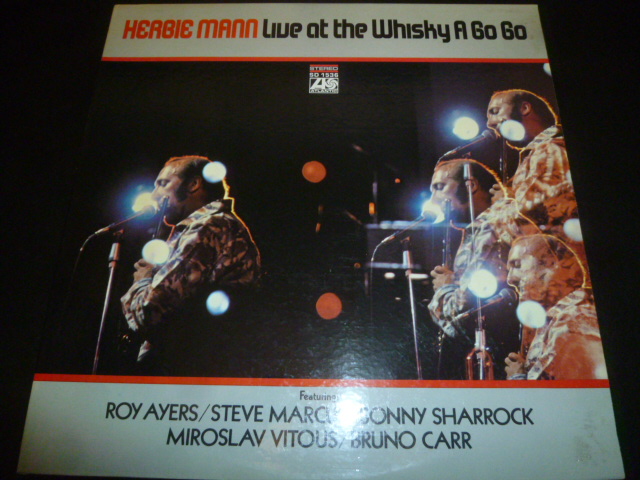 HERBIE MANN Live at the Whisky A Go Go
STEREO
SD 1536
ATLANTIC
Featuring
ROY AYERS/STEVE MARCUS/SONNY SHARROCK
MIROSLAV VITOUS/BRUNO CARR